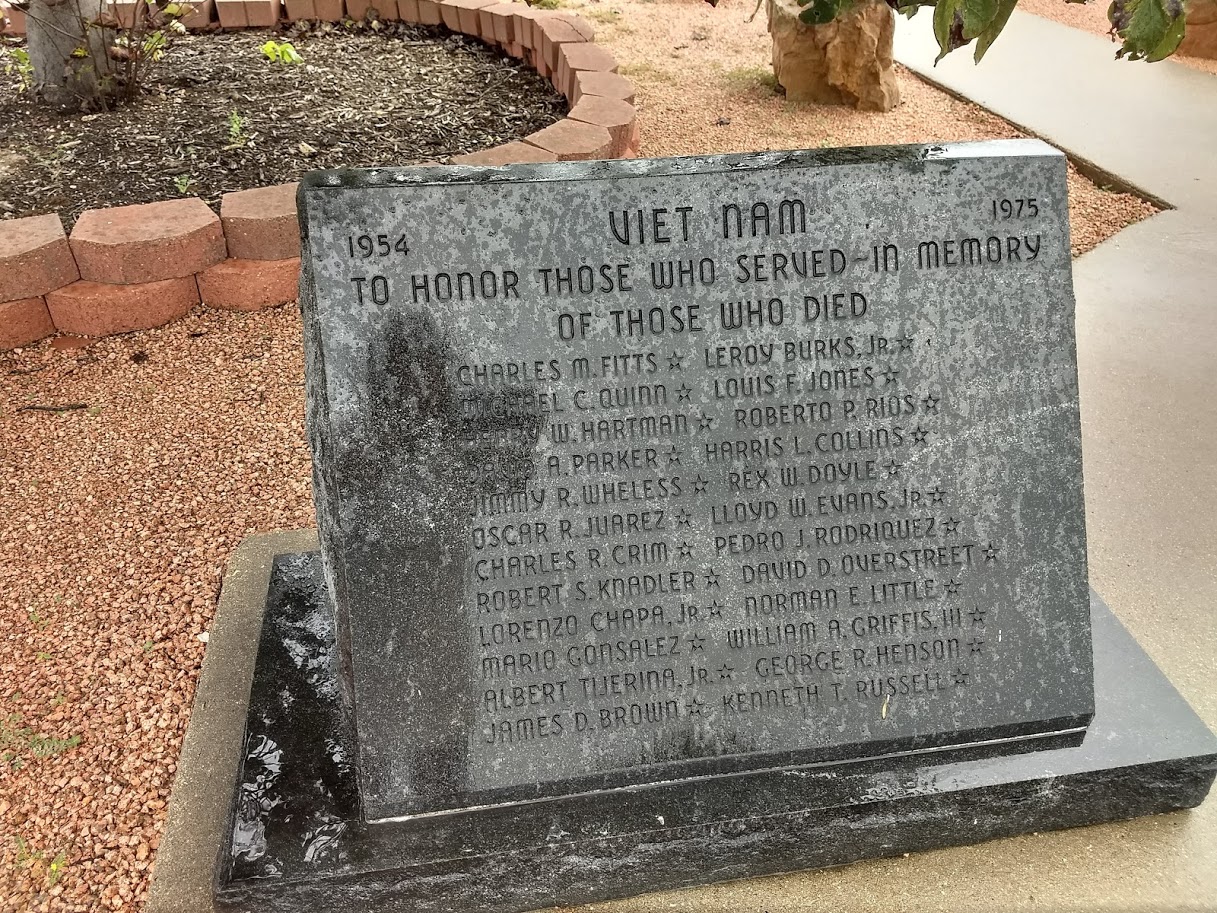 VIET NAM
1954 1975
TO HONOR THOSE WHO SERVED~IN MEMORY
OF THOSE WHO DIED
CHARLES M. FITTS ☆ LEROY BURKS, JR. ☆
MICHAEL C. QUINN ☆ LOUIS F. JONES ☆
W. HARTMAN ☆ ROBERTO P. RIOS ☆
DAVID A. PARKER ☆ HARRIS L. COLLINS ☆
JIMMY R. WHELESS ☆ REX W. DOYLE ☆
OSCAR R. JUAREZ ☆ LLOYD W. EVANS, JR. ☆
CHARLES R. CRIM ☆ PEDRO J. RODRIQUEZ ☆
ROBERT S. KNADLER ☆ DAVID D. OVERSTREET ☆
LORENZO CHAPA, JR. ☆ NORMAN E. LITTLE ☆
MARIO GONSALEZ ☆ WILLIAM A. GRIFFIS, III ☆
ALBERT TIJERINA, JR. ☆ GEORGE R. HENSON ☆
JAMES D. BROWN ☆ KENNETH T. RUSSELL ☆